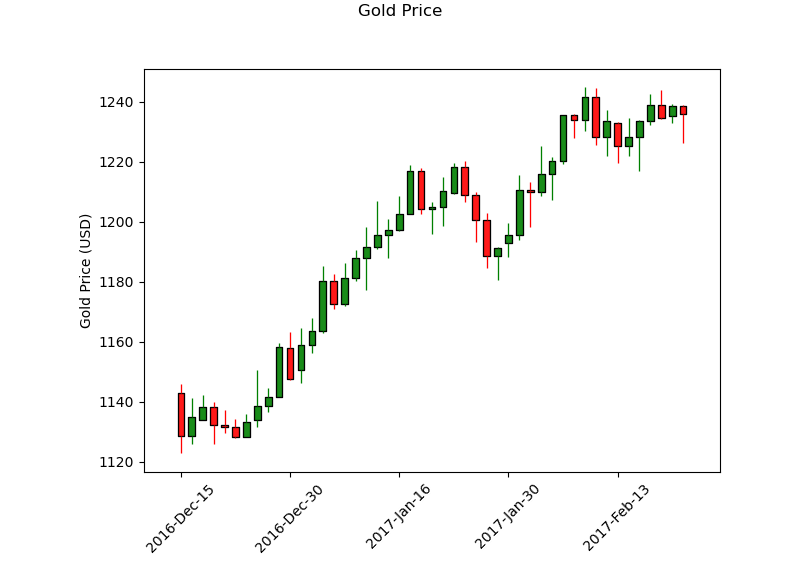 Gold Price
Gold Price (USD)
1240
1220
1200
1180
1160
1140
1120
2016-Dec-15
2016-Dec-30
2017-Jan-16
2017-Jan-30
2017-Feb-13